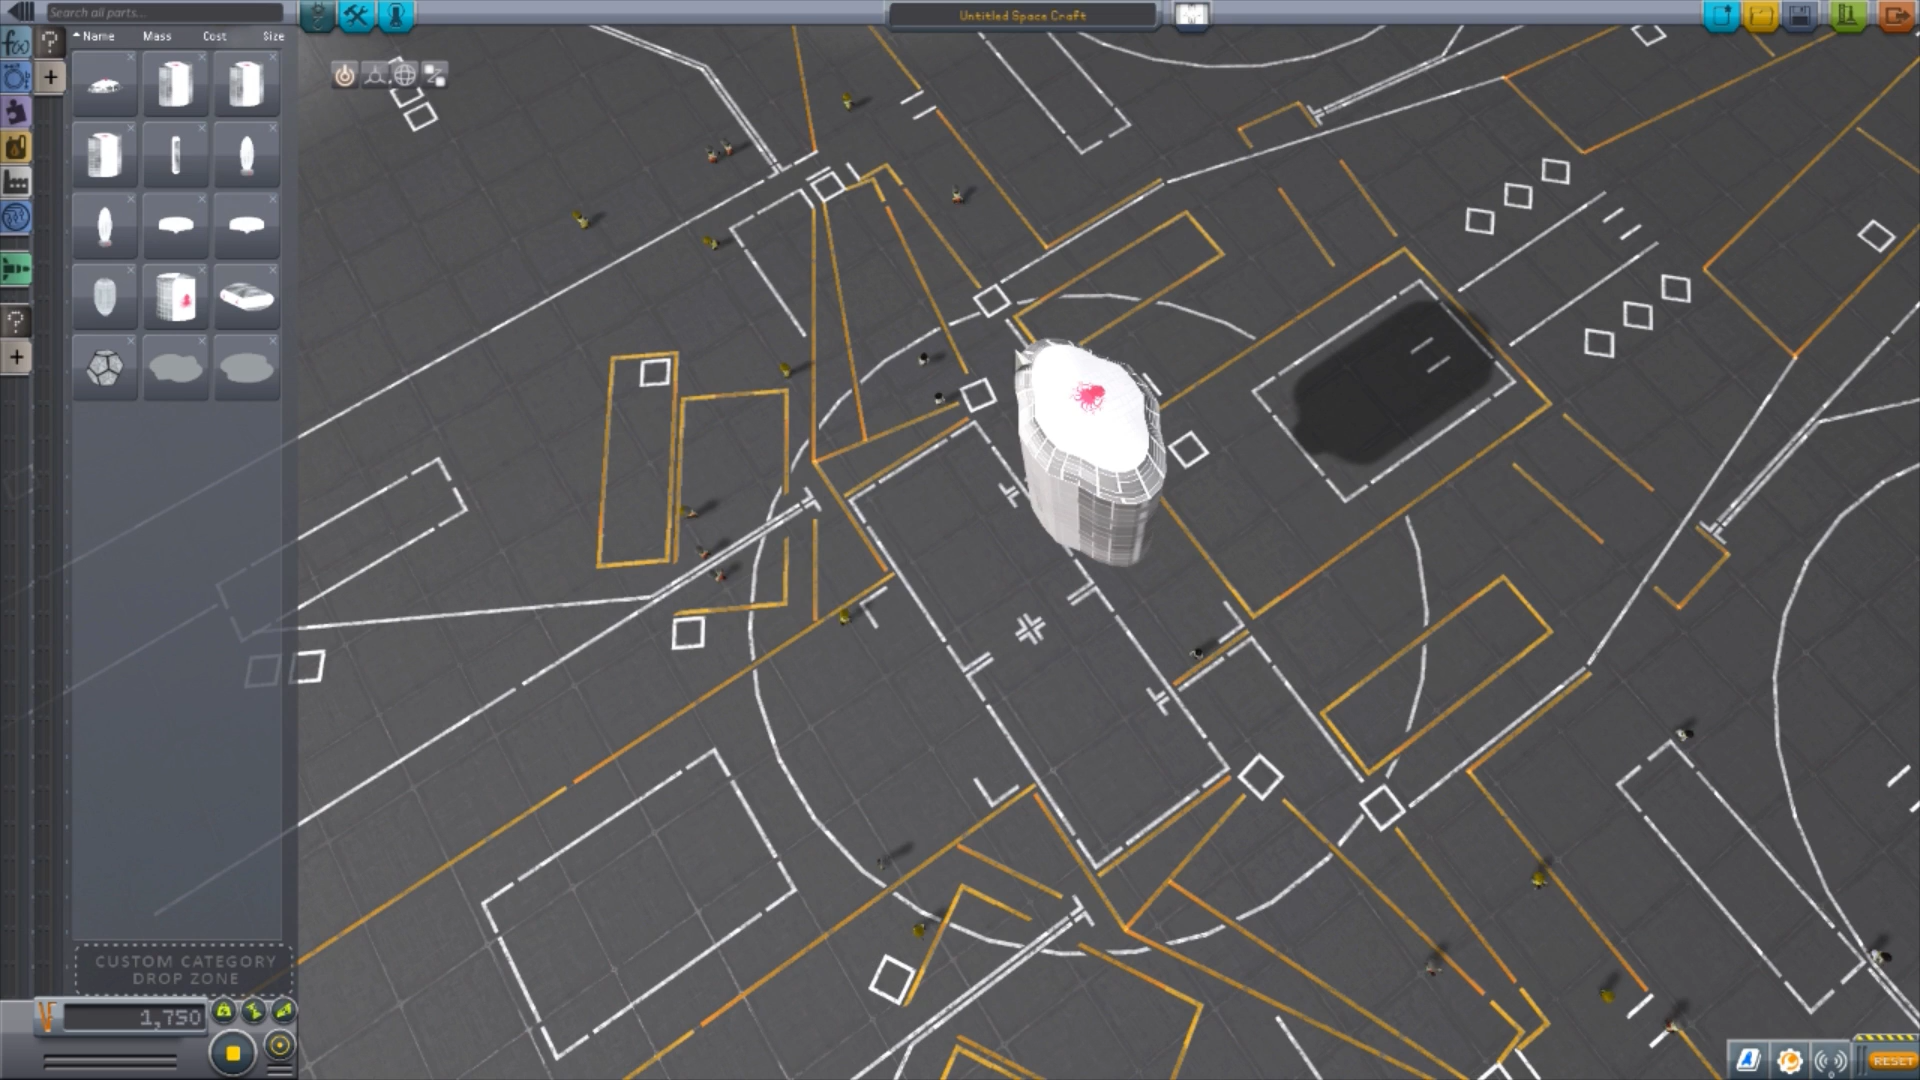 Search all parts...
Untitled Space Craft
Name Mass Cost Size
CUSTOM CATEGORY
DROP ZONE
1,750
RESET